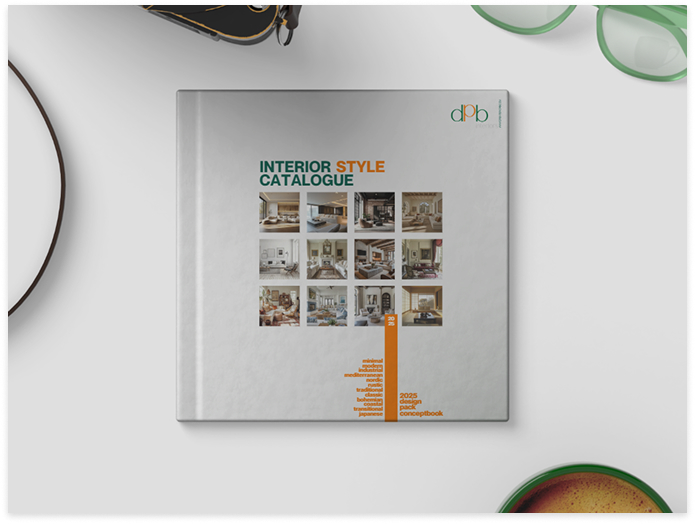 dpb
INTERIOR STYLE
CATALOGUE
minimal
modern
industrial
mediterranean
nordic
rustic
traditional
classic
bohemian
coastal
transitional
japanese
2025
design
pack
conceptbook